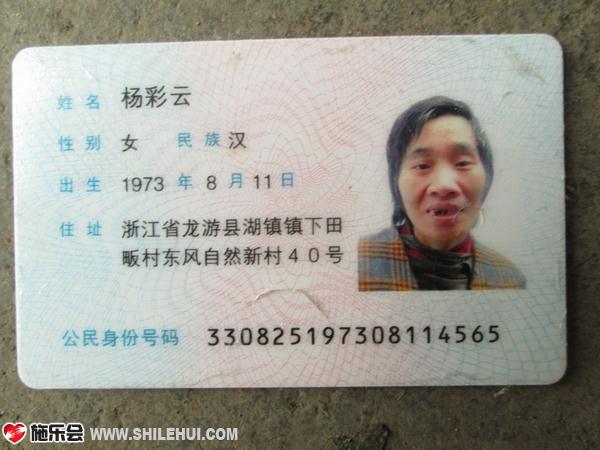 姓名 杨彩云
性别 女 民族 汉
出生 1973 年 8 月 11 日
住址 浙江省龙游县湖镇镇下田
畈村东风自然新村40号
公民身份号码 330825197308114565
施乐会 WWW.SHILEHUI.COM